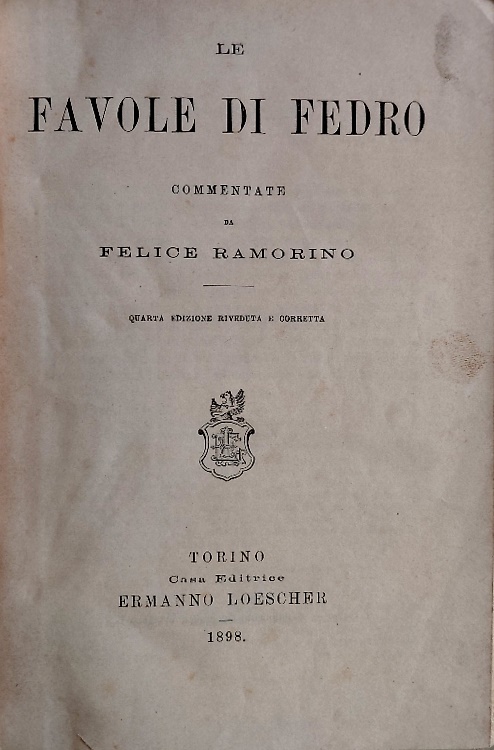 LE
FAVOLE DI FEDRO
COMMENTATE
DA
FELICE RAMORINO
QUARTA EDIZIONE RIVEDUTA E CORRETTA
TORINO
Casa Editrice
ERMANNO LOESCHER
1898.